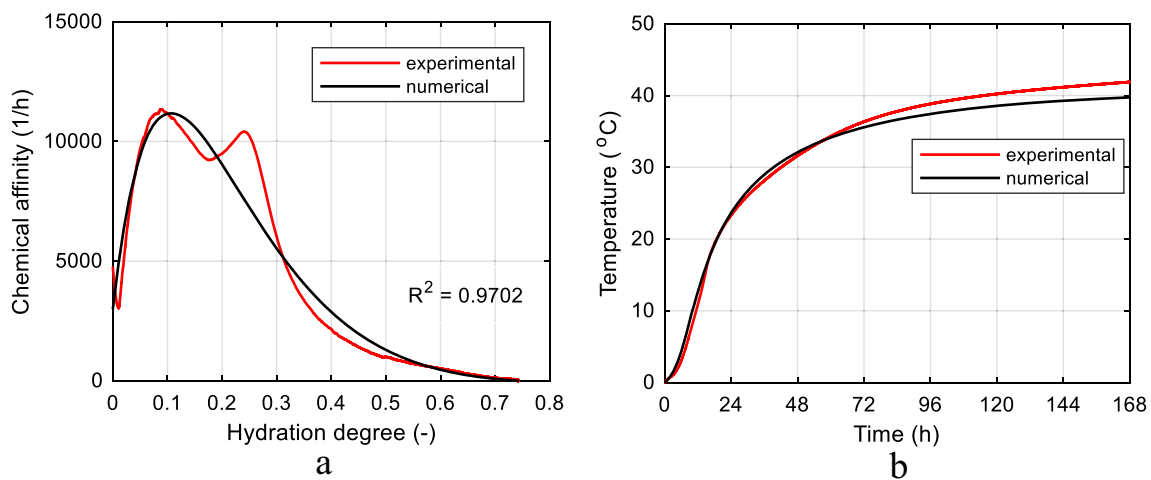 15000
10000
5000
0
Chemical affinity (1/h)
experimental
numerical
R² = 0.9702
0 0.1 0.2 0.3 0.4 0.5 0.6 0.7 0.8
Hydration degree (-)
a
50
40
30
20
10
0
Temperature (°C)
experimental
numerical
0 24 48 72 96 120 144 168
Time (h)
b